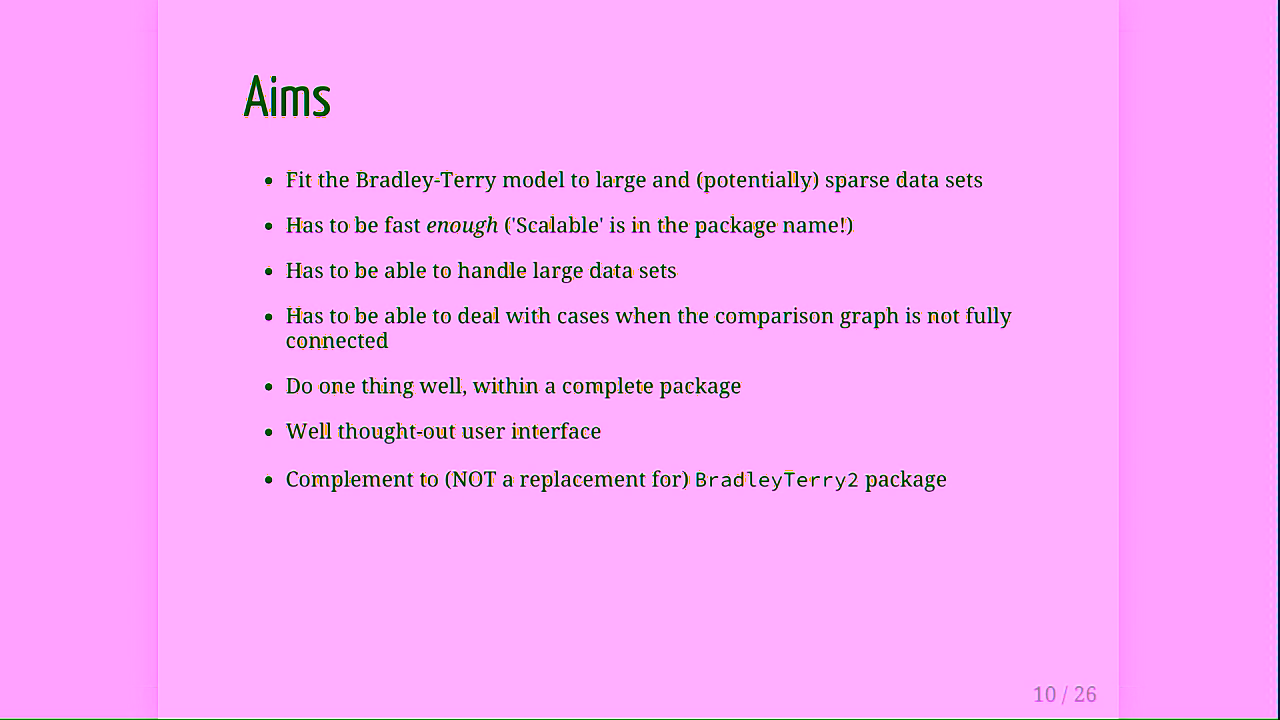 Aims
Fit the Bradley-Terry model to large and (potentially) sparse data sets
Has to be fast enough ('Scalable' is in the package name!)
Has to be able to handle large data sets
Has to be able to deal with cases when the comparison graph is not fully
connected
Do one thing well, within a complete package
Well thought-out user interface
Complement to (NOT a replacement for) BradleyTerry2 package
10 / 26